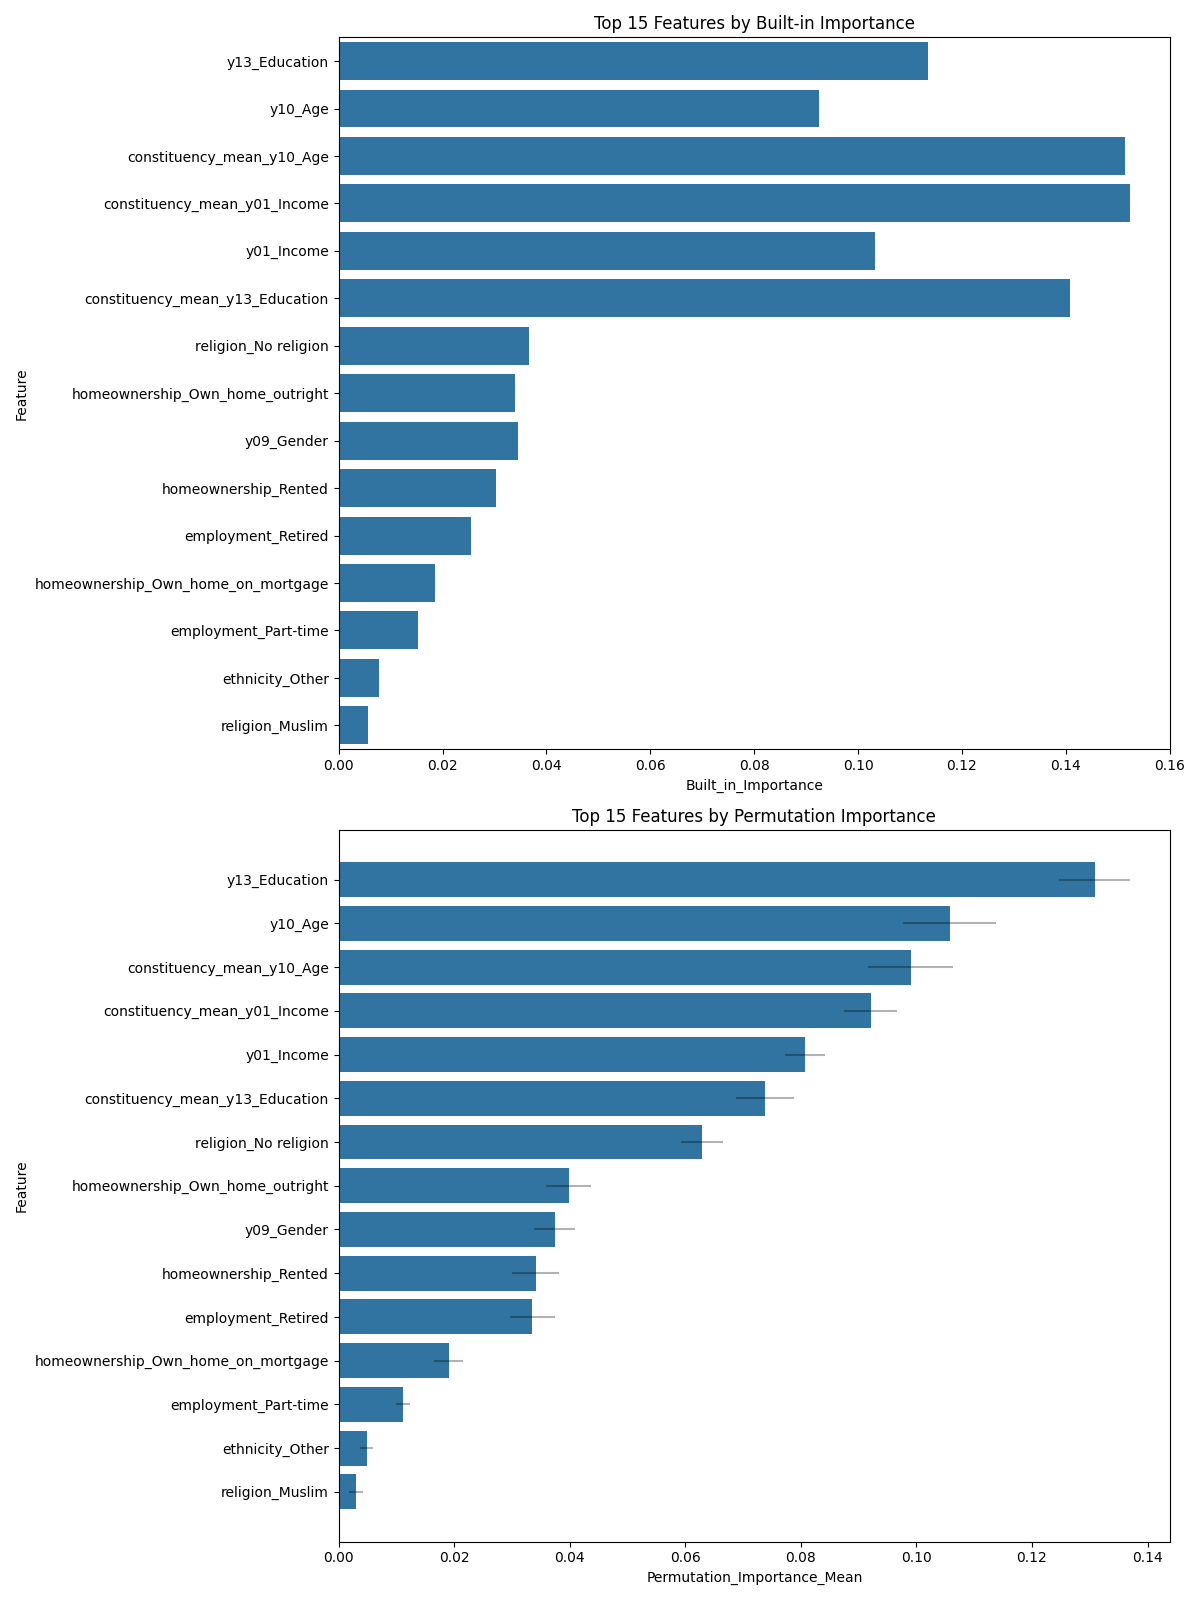 Top 15 Features by Built-in Importance
Feature
y13_Education
y10_Age
constituency_mean_y10_Age
constituency_mean_y01_Income
y01_Income
constituency_mean_y13_Education
religion_No religion
homeownership_Own_home_outright
y09_Gender
homeownership_Rented
employment_Retired
homeownership_Own_home_on_mortgage
employment_Part-time
ethnicity_Other
religion_Muslim
0.00 0.02 0.04 0.06 0.08 0.10 0.12 0.14 0.16
Built_in_Importance
Top 15 Features by Permutation Importance
Feature
y13_Education
y10_Age
constituency_mean_y10_Age
constituency_mean_y01_Income
y01_Income
constituency_mean_y13_Education
religion_No religion
homeownership_Own_home_outright
y09_Gender
homeownership_Rented
employment_Retired
homeownership_Own_home_on_mortgage
employment_Part-time
ethnicity_Other
religion_Muslim
0.00 0.02 0.04 0.06 0.08 0.10 0.12 0.14
Permutation_Importance_Mean